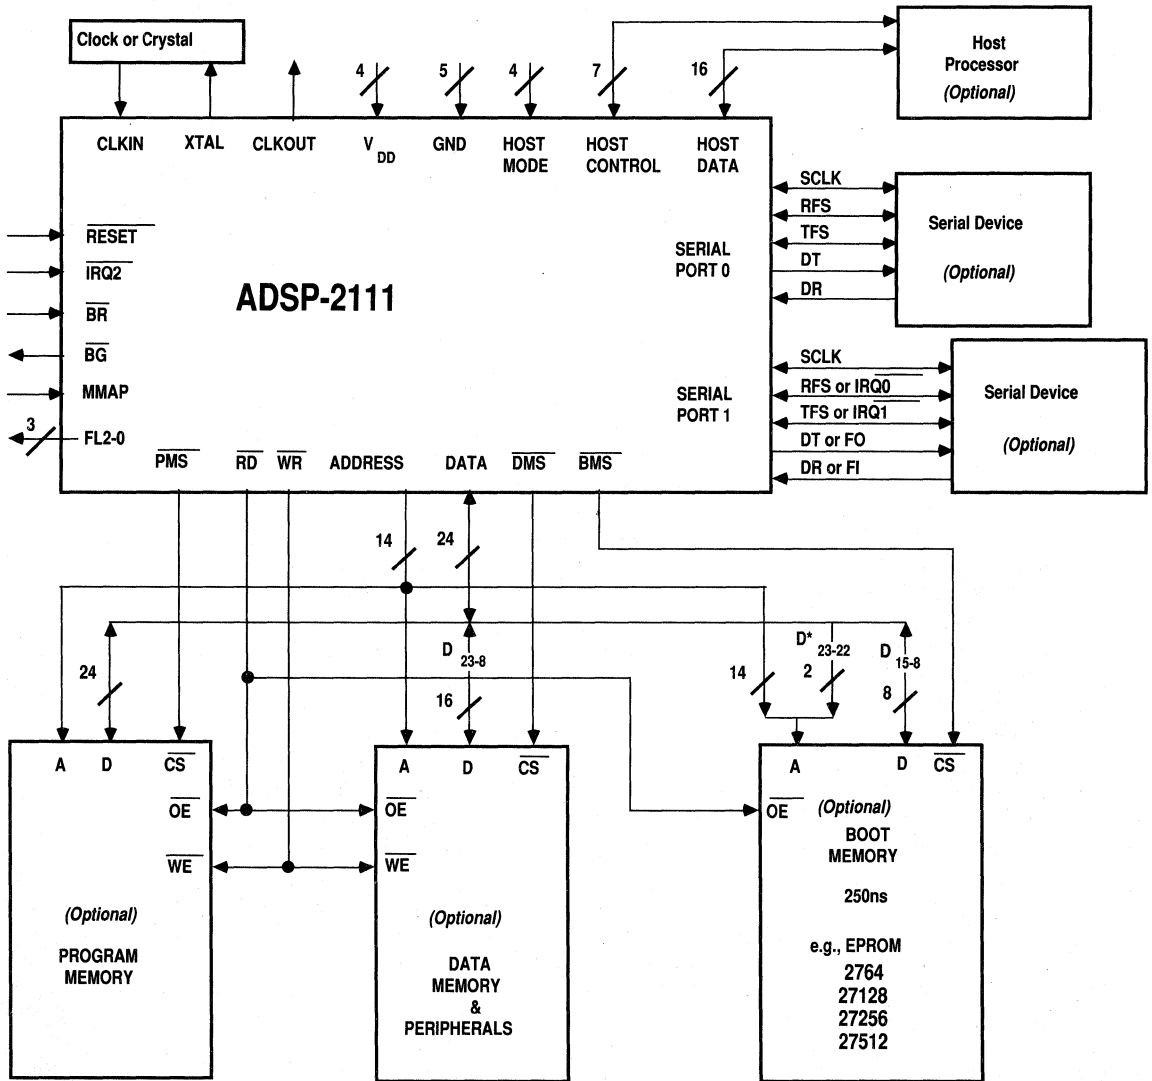 Clock or Crystal
4
5
4
7
16
Host
Processor
(Optional)
CLKIN
XTAL
CLKOUT
V DD
GND
HOST
MODE
HOST
CONTROL
HOST
DATA
RESET
IRQ2
BR
BG
MMAP
3
FL2-0
ADSP-2111
SERIAL
PORT 0
SCLK
RFS
TFS
DT
DR
Serial Device
(Optional)
SERIAL
PORT 1
SCLK
RFS or IRQ0
TFS or IRQ1
DT or FO
DR or FI
Serial Device
(Optional)
PMS
RD
WR
ADDRESS
DATA
DMS
BMS
14
24
24
D 23-8
16
14
D* 23-22
2
D 15-8
8
A
D
CS
OE
WE
(Optional)
PROGRAM
MEMORY
A
D
CS
OE
WE
(Optional)
DATA
MEMORY
&
PERIPHERALS
A
D
CS
OE
(Optional)
BOOT
MEMORY
250ns
e.g., EPROM
2764
27128
27256
27512